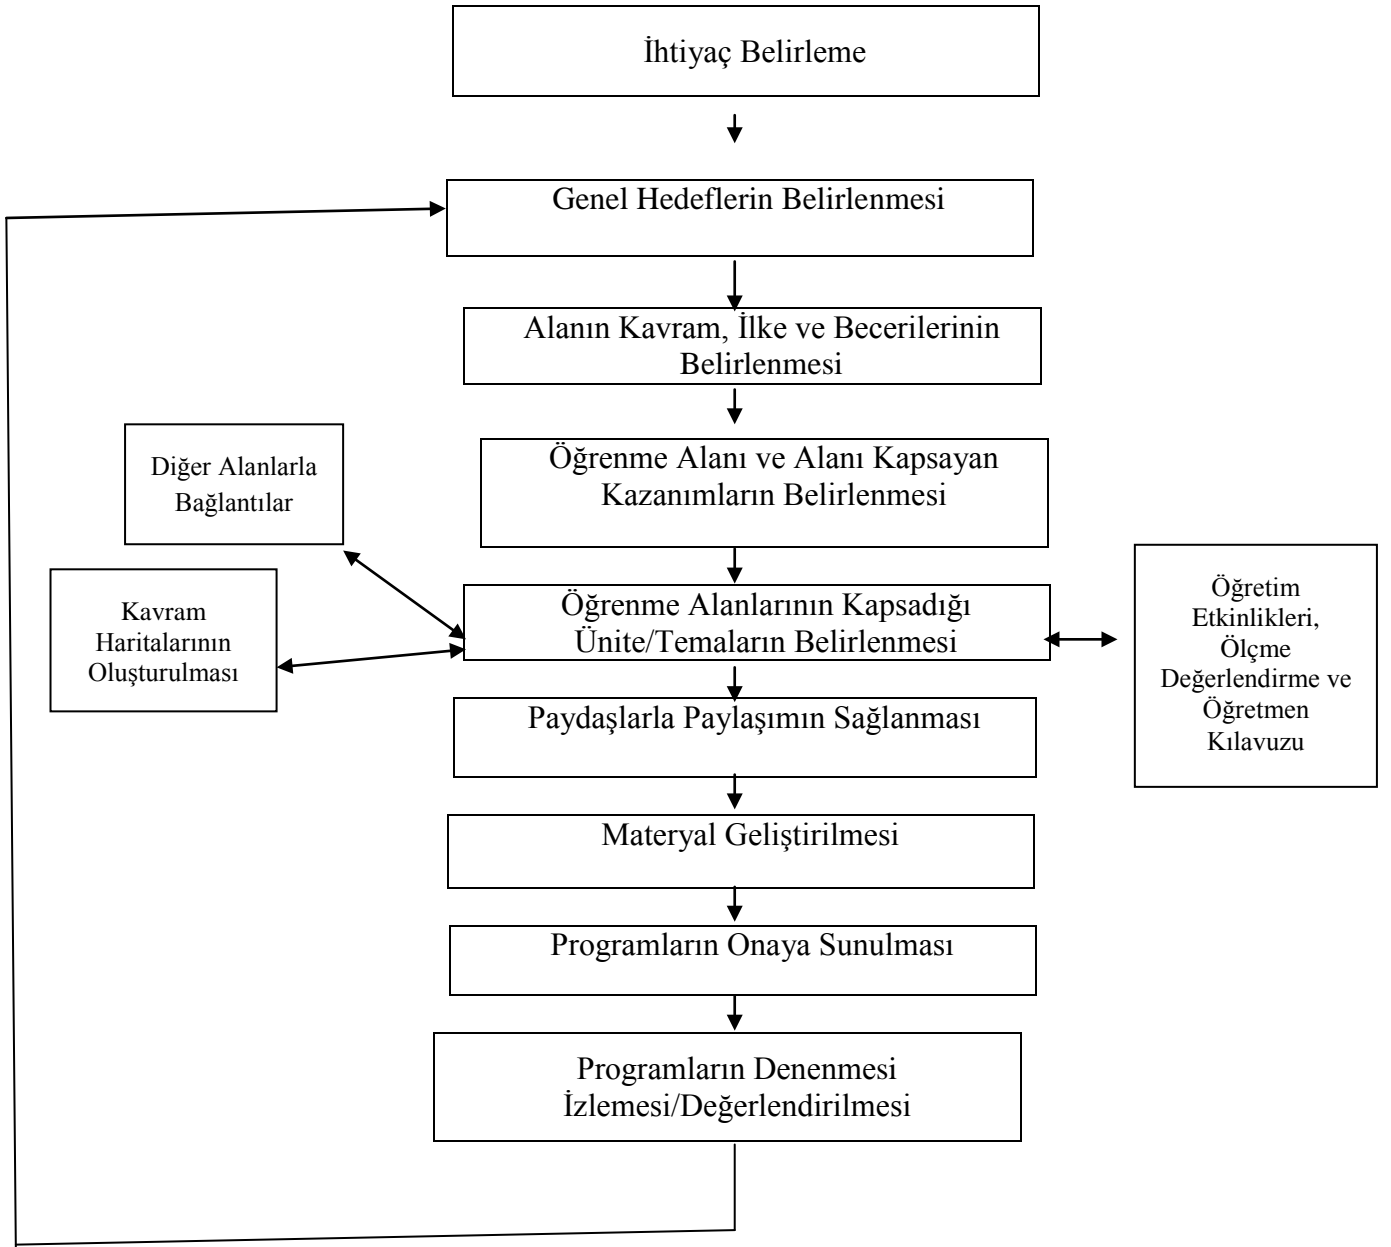 İhtiyaç Belirleme
Genel Hedeflerin Belirlenmesi
Alanın Kavram, İlke ve Becerilerinin
Belirlenmesi
Öğrenme Alanı ve Alanı Kapsayan
Kazanımların Belirlenmesi
Diğer Alanlarla
Bağlantılar
Kavram
Haritalarının
Oluşturulması
Öğrenme Alanlarının Kapsadığı
Ünite/Temaların Belirlenmesi
Öğretim
Etkinlikleri,
Ölçme
Değerlendirme ve
Öğretmen
Kılavuzu
Paydaşlarla Paylaşımın Sağlanması
Materyal Geliştirilmesi
Programların Onaya Sunulması
Programların Denenmesi
İzlemesi/Değerlendirilmesi